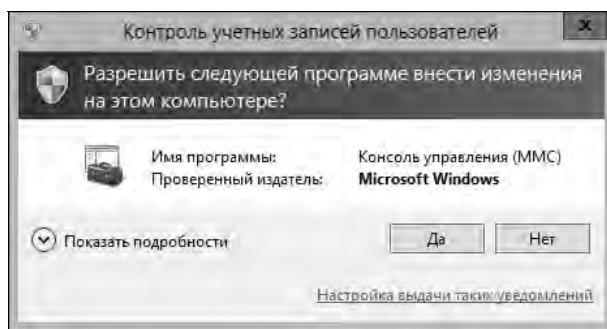 Контроль учетных записей пользователей
Разрешить следующей программе внести изменения
на этом компьютере?
Имя программы: Консоль управления (MMC)
Проверенный издатель: Microsoft Windows
Показать подробности
Да
Нет
Настройка выдачи таких уведомлений